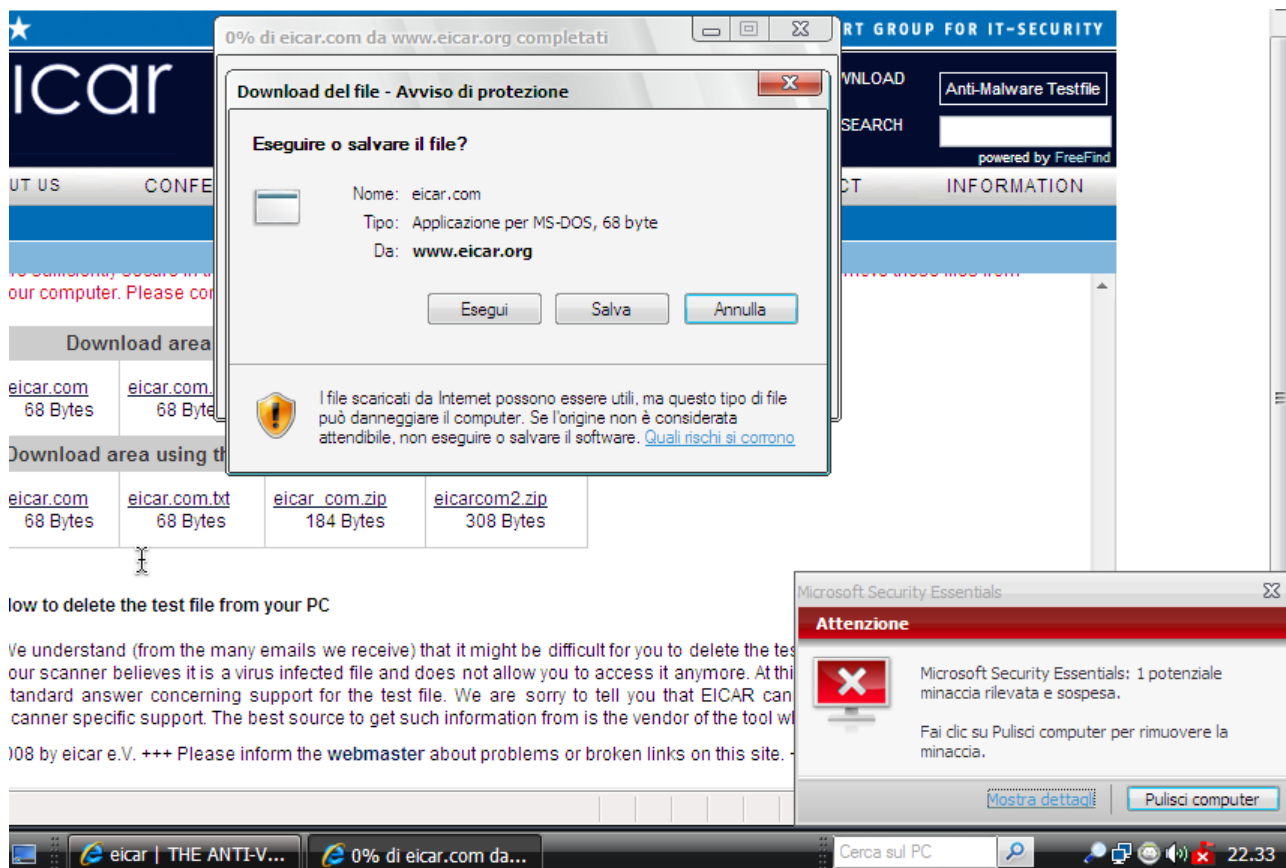 0% di eicar.com da www.eicar.org completati
RT GROUP FOR IT-SECURITY
icar
WNLOAD
Anti-Malware Testfile
SEARCH
powered by FreeFind
UT US
CONFE
CT
INFORMATION
Download del file - Avviso di protezione
Eseguire o salvare il file?
Nome: eicar.com
Tipo: Applicazione per MS-DOS, 68 byte
Da: www.eicar.org
Esegui
Salva
Annulla
I file scaricati da Internet possono essere utili, ma questo tipo di file
può danneggiare il computer. Se l'origine non è considerata
attendibile, non eseguire o salvare il software. Quali rischi si corrono
our computer. Please cor
Download area
eicar.com
68 Bytes
eicar.com.
68 Byte
Download area using th
eicar.com
68 Bytes
eicar.com.txt
68 Bytes
eicar_com.zip
184 Bytes
eicarcom2.zip
308 Bytes
low to delete the test file from your PC
Ve understand (from the many emails we receive) that it might be difficult for you to delete the tes
our scanner believes it is a virus infected file and does not allow you to access it anymore. At thi
tandard answer concerning support for the test file. We are sorry to tell you that EICAR can
canner specific support. The best source to get such information from is the vendor of the tool wl
008 by eicar e.V. +++ Please inform the webmaster about problems or broken links on this site. -
Microsoft Security Essentials
Attenzione
Microsoft Security Essentials: 1 potenziale
minaccia rilevata e sospesa.
Fai clic su Pulisci computer per rimuovere la
minaccia.
Mostra dettagli
Pulisci computer
eicar | THE ANTI-V...
0% di eicar.com da...
Cerca sul PC
22.33